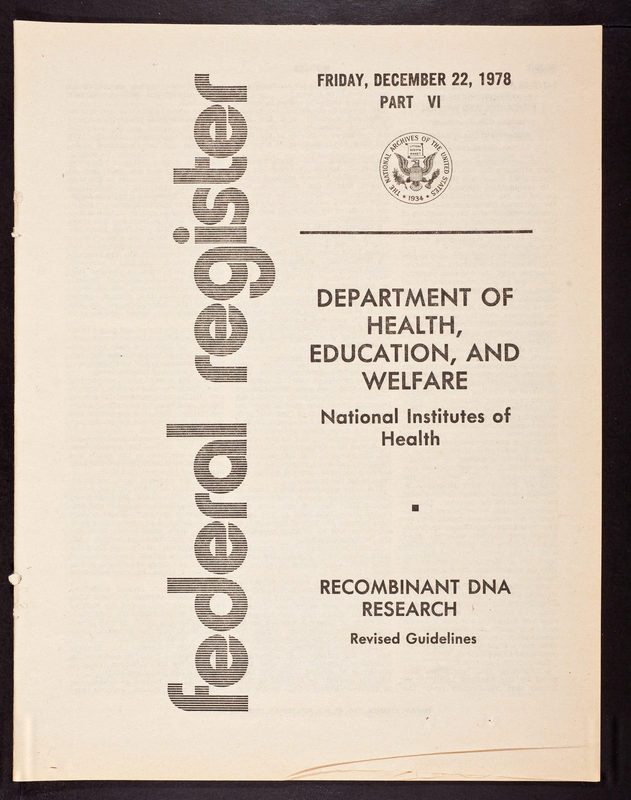 federal register
FRIDAY, DECEMBER 22, 1978
PART VI
THE NATIONAL ARCHIVES OF THE UNITED STATES
• 1934 •
DEPARTMENT OF
HEALTH,
EDUCATION, AND
WELFARE
National Institutes of
Health
RECOMBINANT DNA
RESEARCH
Revised Guidelines